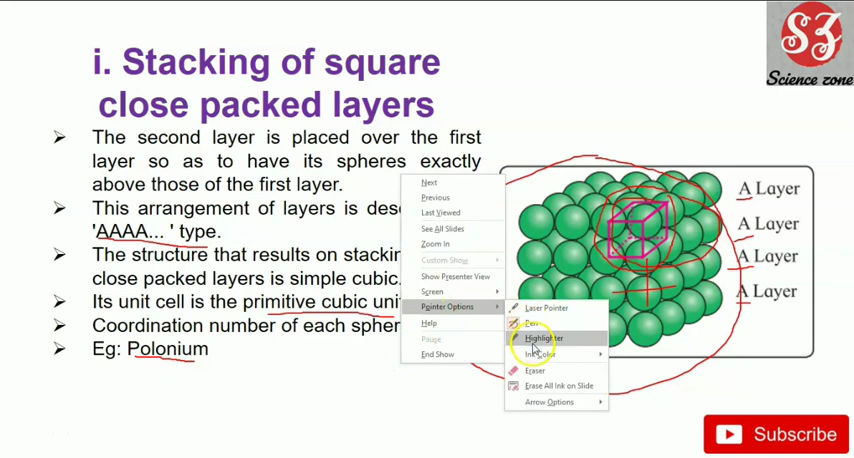 SZ
Science zone
i. Stacking of square
close packed layers
➢ The second layer is placed over the first
layer so as to have its spheres exactly
above those of the first layer.
➢ This arrangement of layers is
'AAAA... ' type.
➢ The structure that results on
close packed layers is simple cubic.
➢ Its unit cell is the primitive cubic
➢ Coordination number of each
➢ Eg: Polonium
Next
Previous
Last Viewed
See All Slides
Zoom In
Custom Show
Show Presenter View
Screen
Pointer Options
Help
Pause
End Show
Laser Pointer
Pen
Highlighter
Ink Color
Eraser
Erase All Ink on Slide
Arrow Options
A Layer
A Layer
A Layer
A Layer
Subscribe